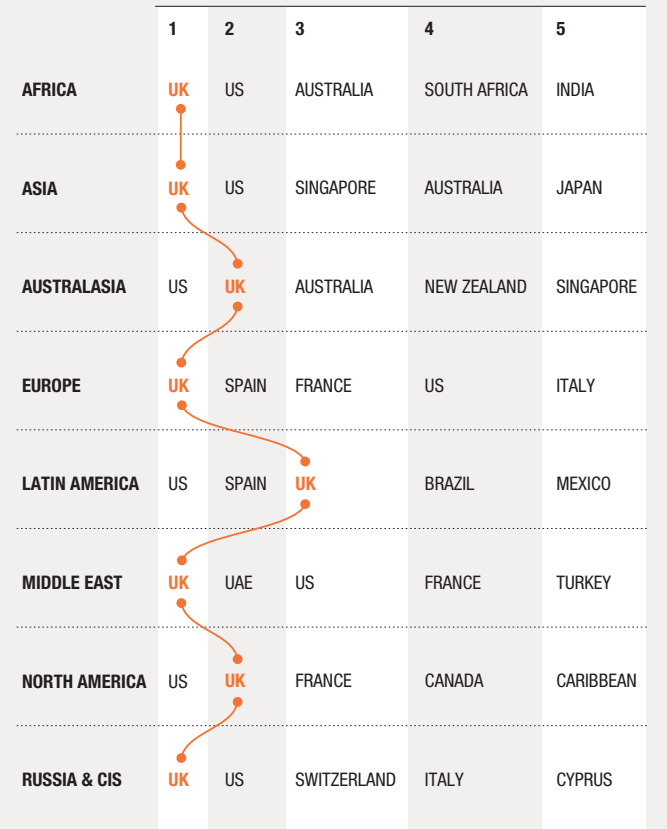 1 2 3 4 5
AFRICA UK US AUSTRALIA SOUTH AFRICA INDIA
ASIA UK US SINGAPORE AUSTRALIA JAPAN
AUSTRALASIA US UK AUSTRALIA NEW ZEALAND SINGAPORE
EUROPE UK SPAIN FRANCE US ITALY
LATIN AMERICA US SPAIN UK BRAZIL MEXICO
MIDDLE EAST UK UAE US FRANCE TURKEY
NORTH AMERICA US UK FRANCE CANADA CARIBBEAN
RUSSIA & CIS UK US SWITZERLAND ITALY CYPRUS